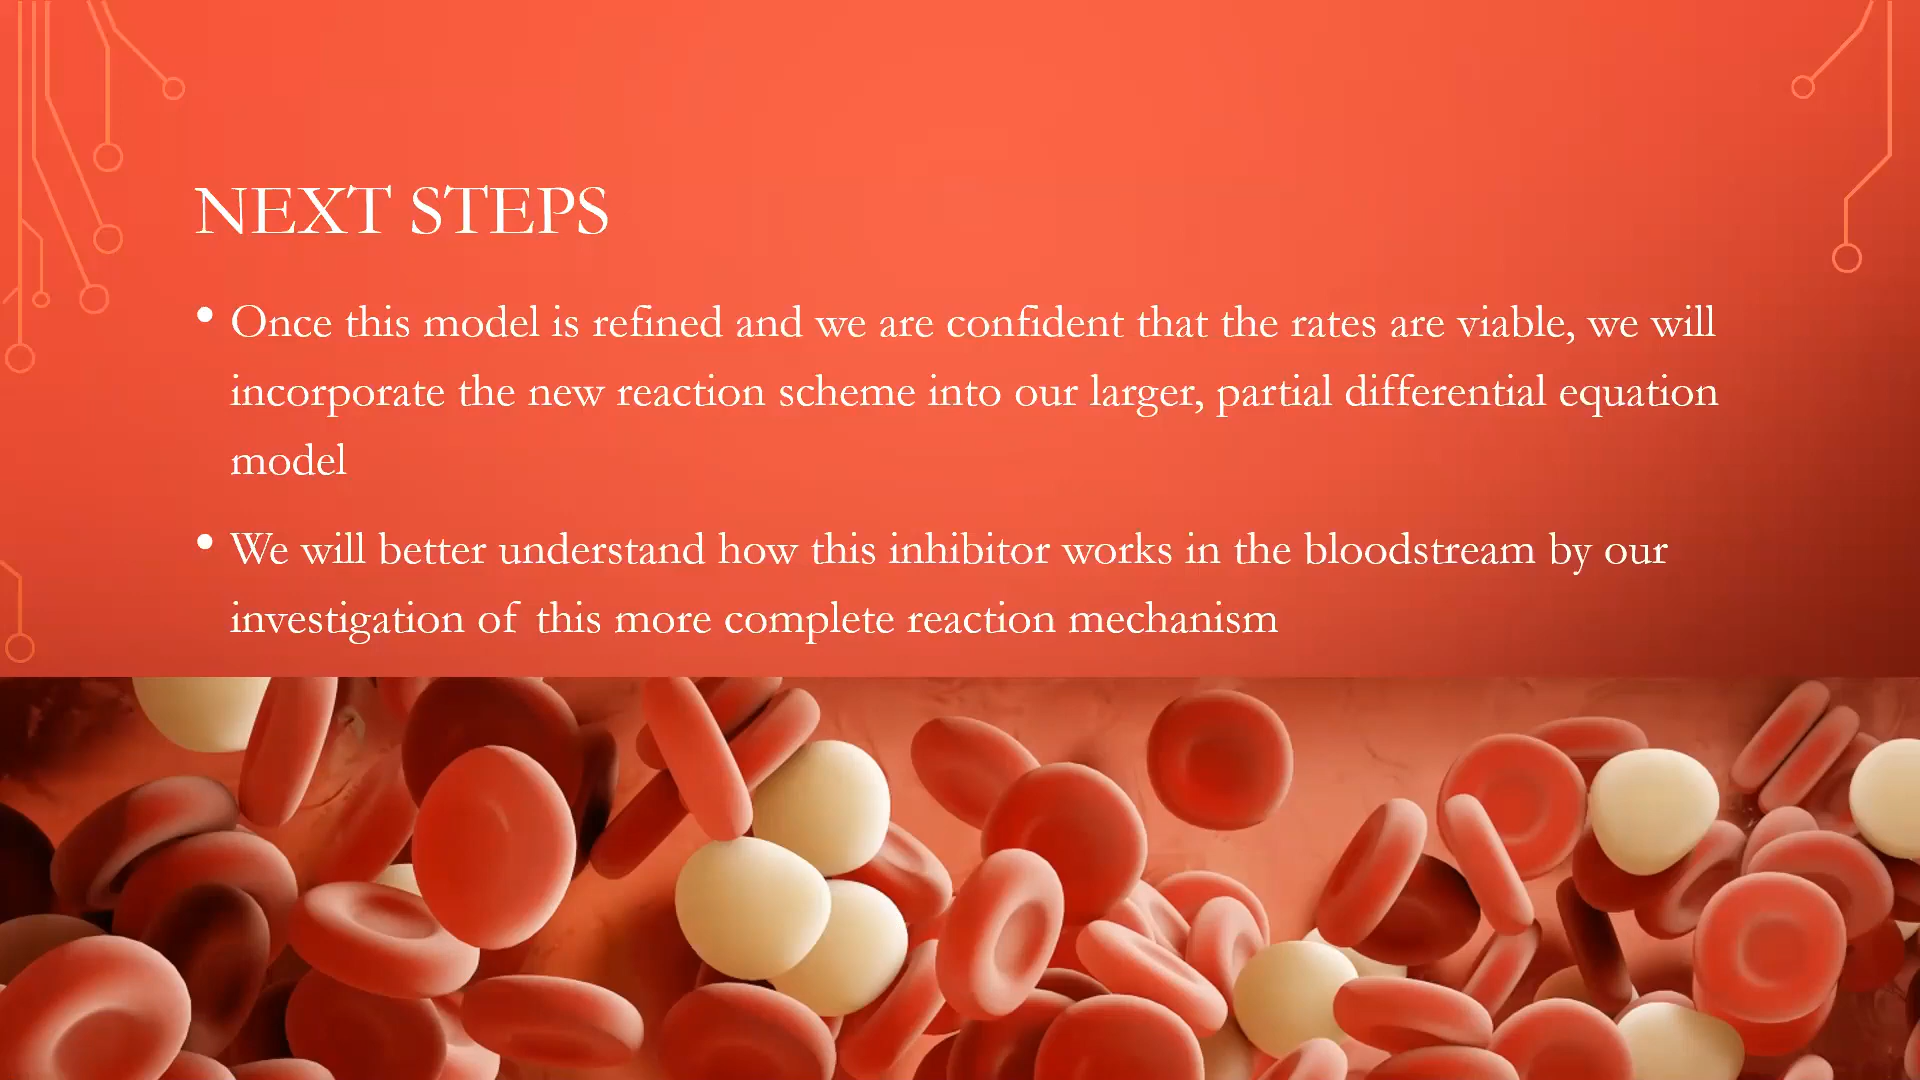 NEXT STEPS
• Once this model is refined and we are confident that the rates are viable, we will
incorporate the new reaction scheme into our larger, partial differential equation
model
• We will better understand how this inhibitor works in the bloodstream by our
investigation of this more complete reaction mechanism